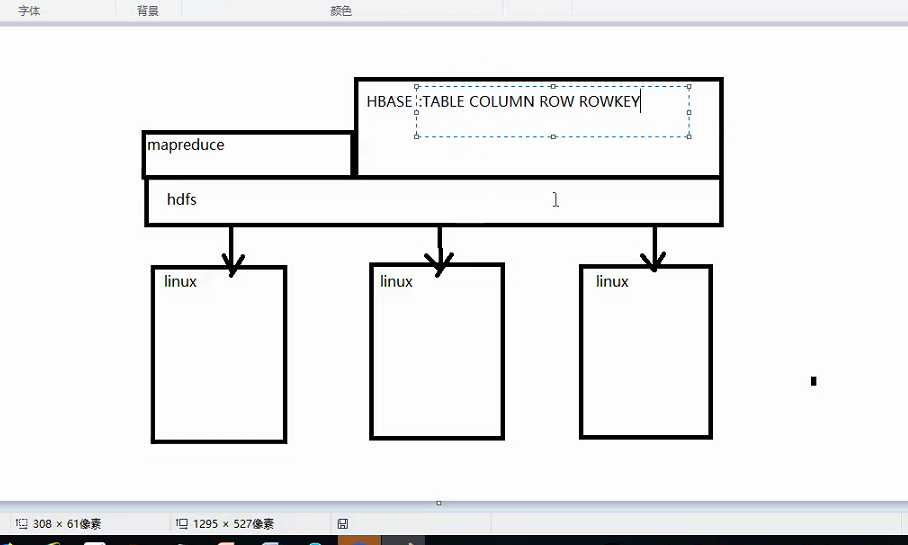 字体 背景 颜色
HBASE :TABLE COLUMN ROW ROWKEY
mapreduce
hdfs
linux linux linux
308 × 61像素 1295 × 527像素